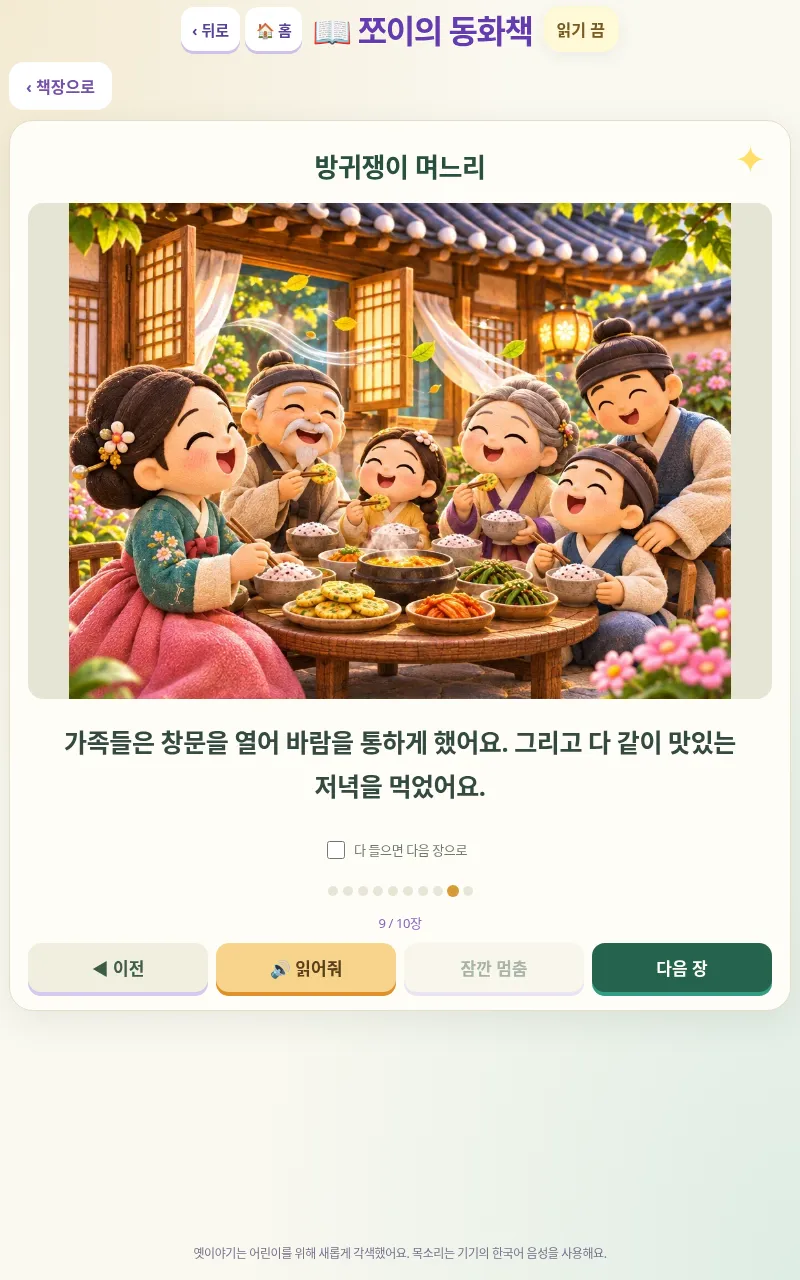 ‹ 뒤로
🏠 홈
📖 쪼이의 동화책
읽기 끝
‹ 책장으로
방귀쟁이 며느리
가족들은 창문을 열어 바람을 통하게 했어요. 그리고 다 같이 맛있는
저녁을 먹었어요.
다 들으면 다음 장으로
9 / 10장
◀ 이전
🔊 읽어줘
잠깐 멈춤
다음 장
옛이야기는 어린이를 위해 새롭게 각색했어요. 목소리는 기기의 한국어 음성을 사용해요.